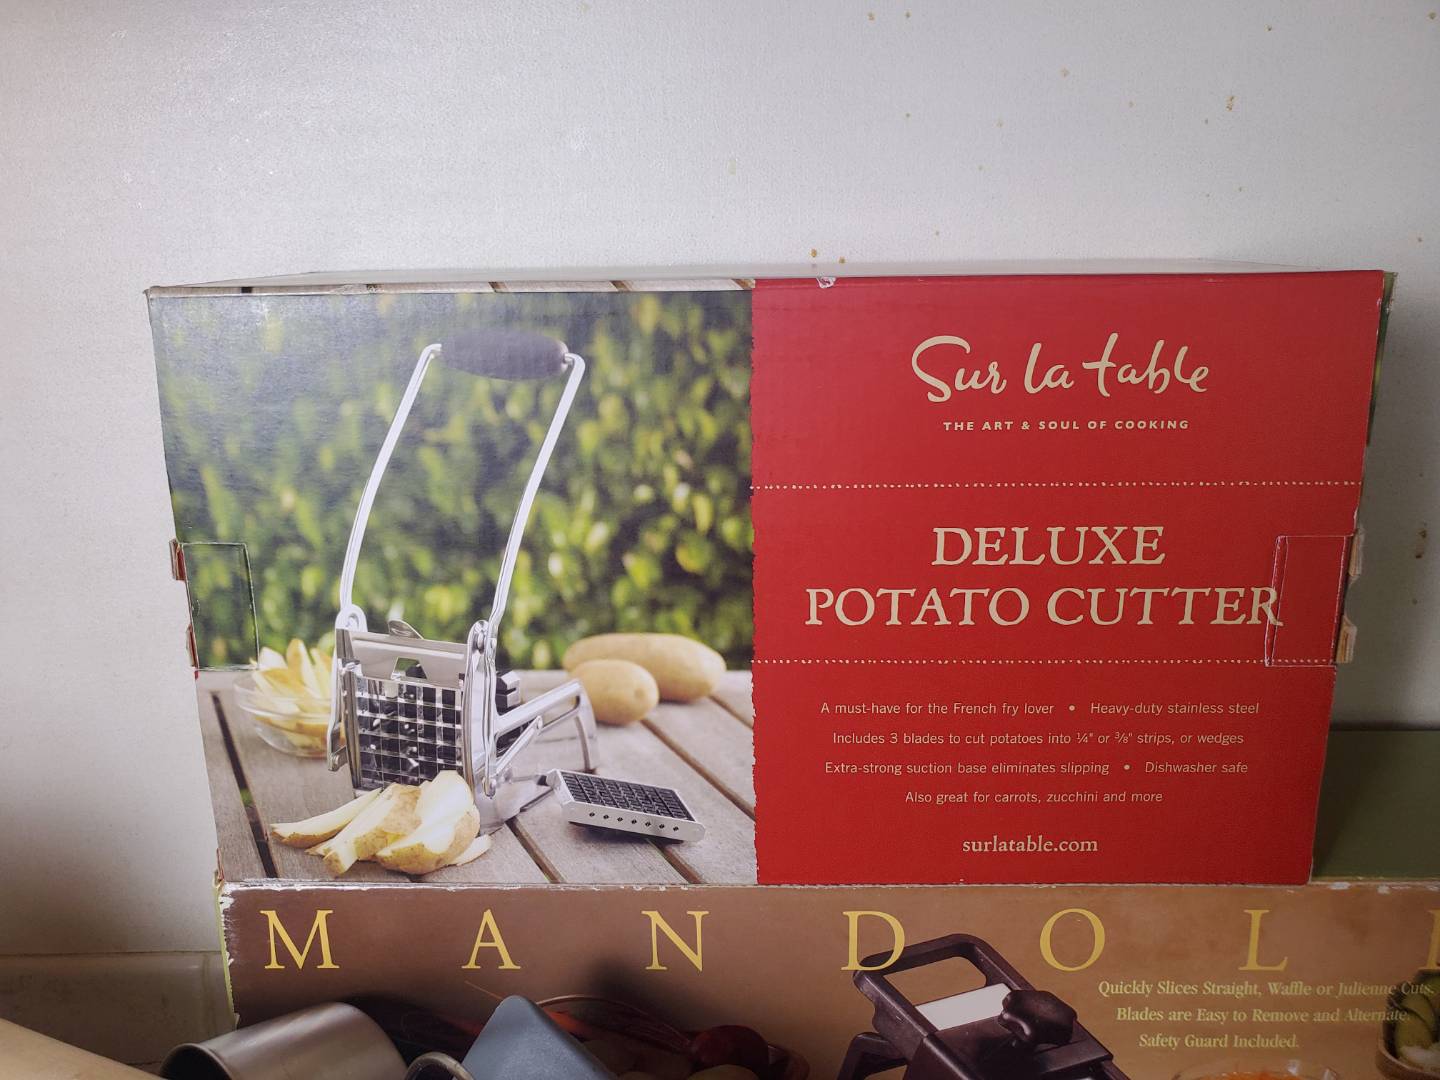 Sur la table
THE ART & SOUL OF COOKING
DELUXE
POTATO CUTTER
A must-have for the French fry lover • Heavy-duty stainless steel
Includes 3 blades to cut potatoes into ¼" or ⅜" strips, or wedges
Extra-strong suction base eliminates slipping • Dishwasher safe
Also great for carrots, zucchini and more
surlatable.com
MANDOL
Quickly Slices Straight, Waffle or Julienne Cuts.
Blades are Easy to Remove and Alternate.
Safety Guard Included.